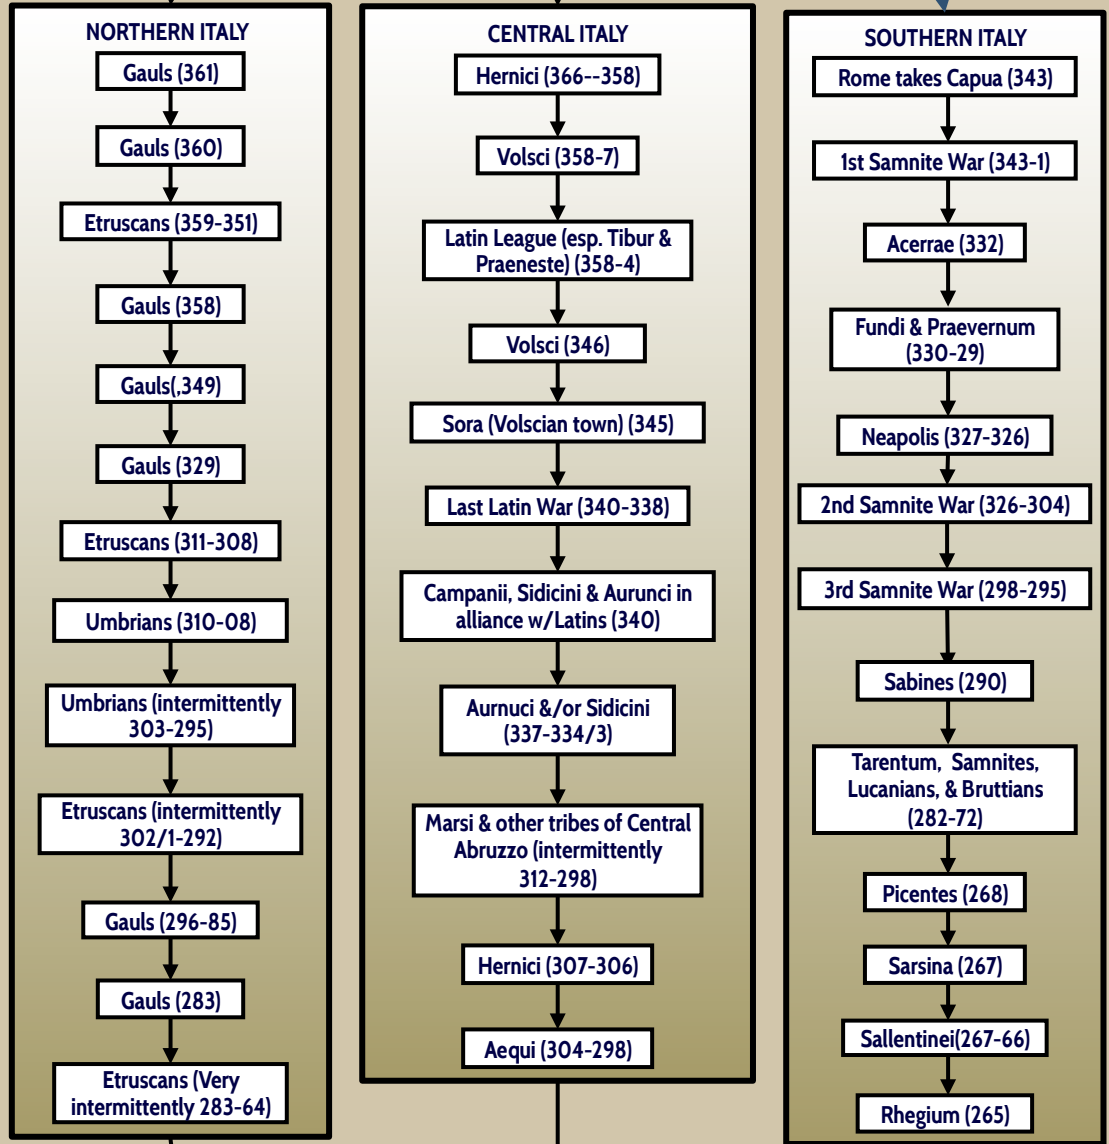 NORTHERN ITALY
Gauls (361)
Gauls (360)
Etruscans (359-351)
Gauls (358)
Gauls(,349)
Gauls (329)
Etruscans (311-308)
Umbrians (310-08)
Umbrians (intermittently
303-295)
Etruscans (intermittently
302/1-292)
Gauls (296-85)
Gauls (283)
Etruscans (Very
intermittently 283-64)
CENTRAL ITALY
Hernici (366--358)
Volsci (358-7)
Latin League (esp. Tibur &
Praeneste) (358-4)
Volsci (346)
Sora (Volscian town) (345)
Last Latin War (340-338)
Campanii, Sidicini & Aurunci in
alliance w/Latins (340)
Aurnuci &/or Sidicini
(337-334/3)
Marsi & other tribes of Central
Abruzzo (intermittently
312-298)
Hernici (307-306)
Aequi (304-298)
SOUTHERN ITALY
Rome takes Capua (343)
1st Samnite War (343-1)
Acerrae (332)
Fundi & Praevernum
(330-29)
Neapolis (327-326)
2nd Samnite War (326-304)
3rd Samnite War (298-295)
Sabines (290)
Tarentum, Samnites,
Lucanians, & Bruttians
(282-72)
Picentes (268)
Sarsina (267)
Sallentinei(267-66)
Rhegium (265)